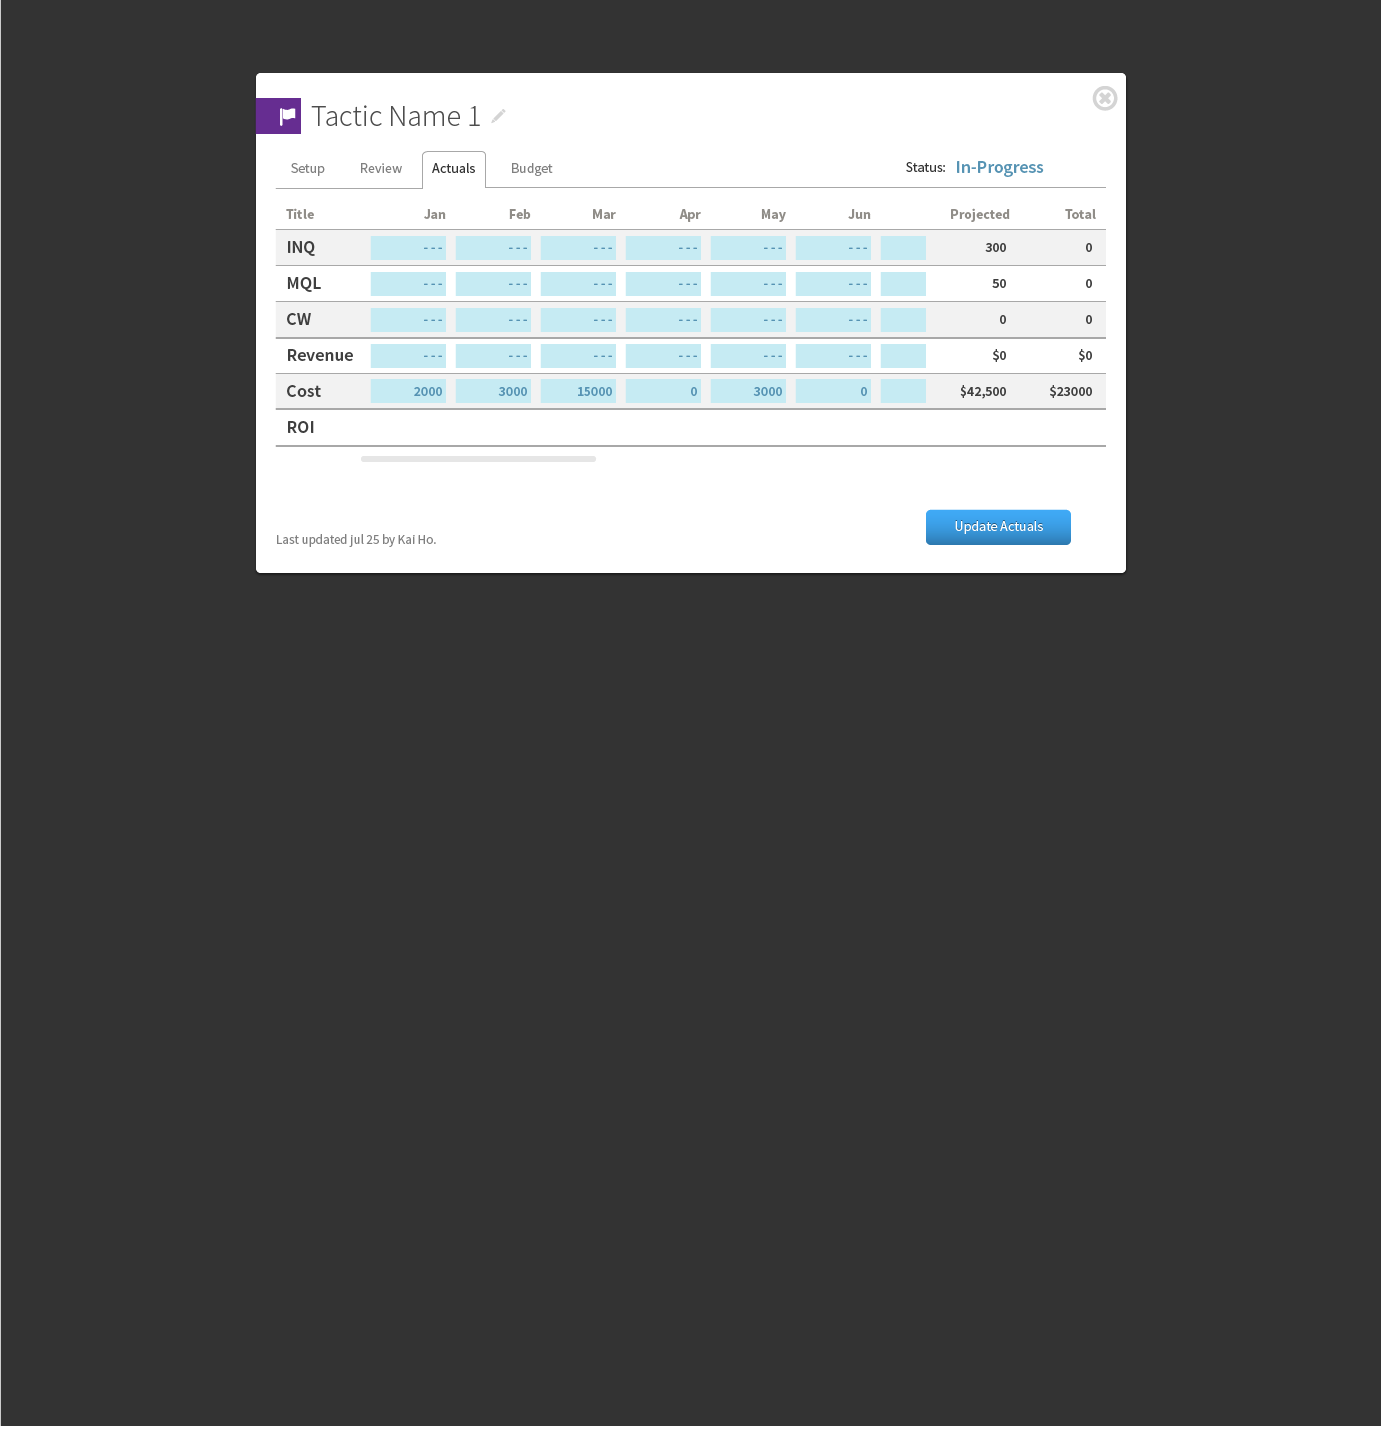 Tactic Name 1
Setup Review Actuals Budget Status: In-Progress
Title Jan Feb Mar Apr May Jun Projected Total
INQ --- --- --- --- --- --- 300 0
MQL --- --- --- --- --- --- 50 0
CW --- --- --- --- --- --- 0 0
Revenue --- --- --- --- --- --- $0 $0
Cost 2000 3000 15000 0 3000 0 $42,500 $23000
ROI
Update Actuals
Last updated jul 25 by Kai Ho.